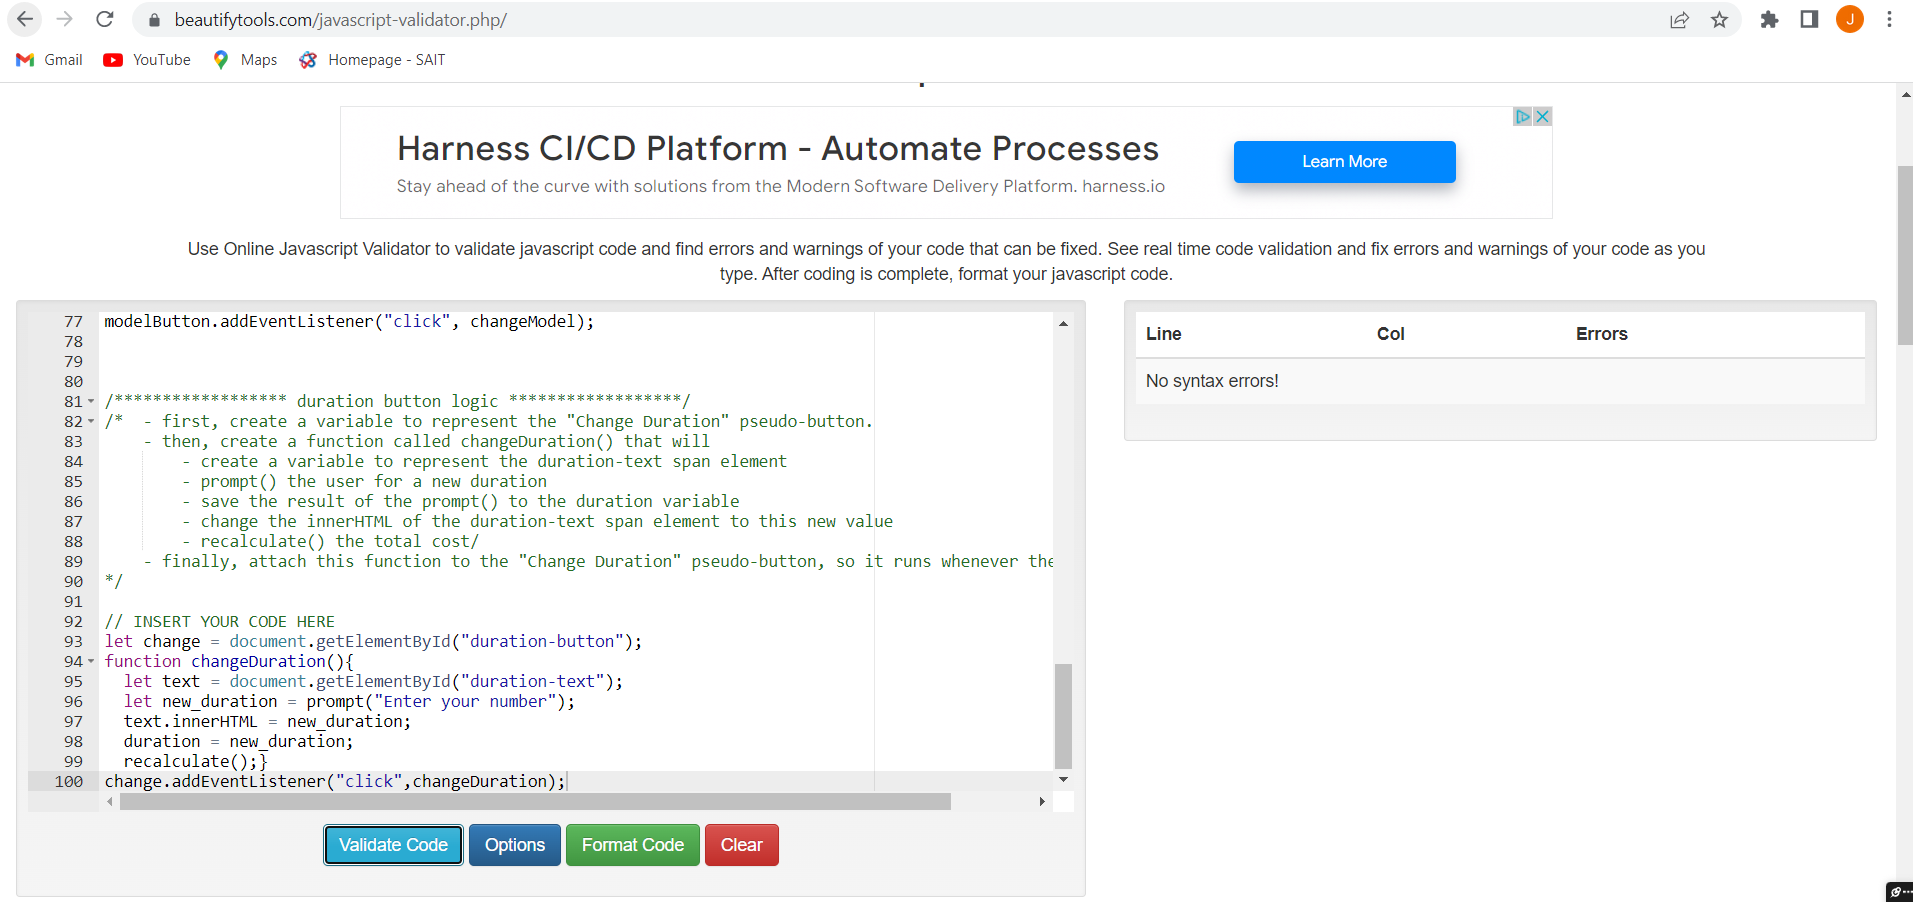 beautifytools.com/javascript-validator.php/
J
Gmail YouTube Maps Homepage - SAIT
Harness CI/CD Platform - Automate Processes
Stay ahead of the curve with solutions from the Modern Software Delivery Platform. harness.io
Learn More
Use Online Javascript Validator to validate javascript code and find errors and warnings of your code that can be fixed. See real time code validation and fix errors and warnings of your code as you
type. After coding is complete, format your javascript code.
77 modelButton.addEventListener("click", changeModel);
78
79
80
81 /****************** duration button logic ******************/
82 /*  - first, create a variable to represent the "Change Duration" pseudo-button.
83     - then, create a function called changeDuration() that will
84         - create a variable to represent the duration-text span element
85         - prompt() the user for a new duration
86         - save the result of the prompt() to the duration variable
87         - change the innerHTML of the duration-text span element to this new value
88         - recalculate() the total cost/
89     - finally, attach this function to the "Change Duration" pseudo-button, so it runs whenever the
90 */
91
92 // INSERT YOUR CODE HERE
93 let change = document.getElementById("duration-button");
94 function changeDuration(){
95   let text = document.getElementById("duration-text");
96   let new_duration = prompt("Enter your number");
97   text.innerHTML = new_duration;
98   duration = new_duration;
99   recalculate();}
100 change.addEventListener("click",changeDuration);
Validate Code Options Format Code Clear
Line Col Errors
No syntax errors!